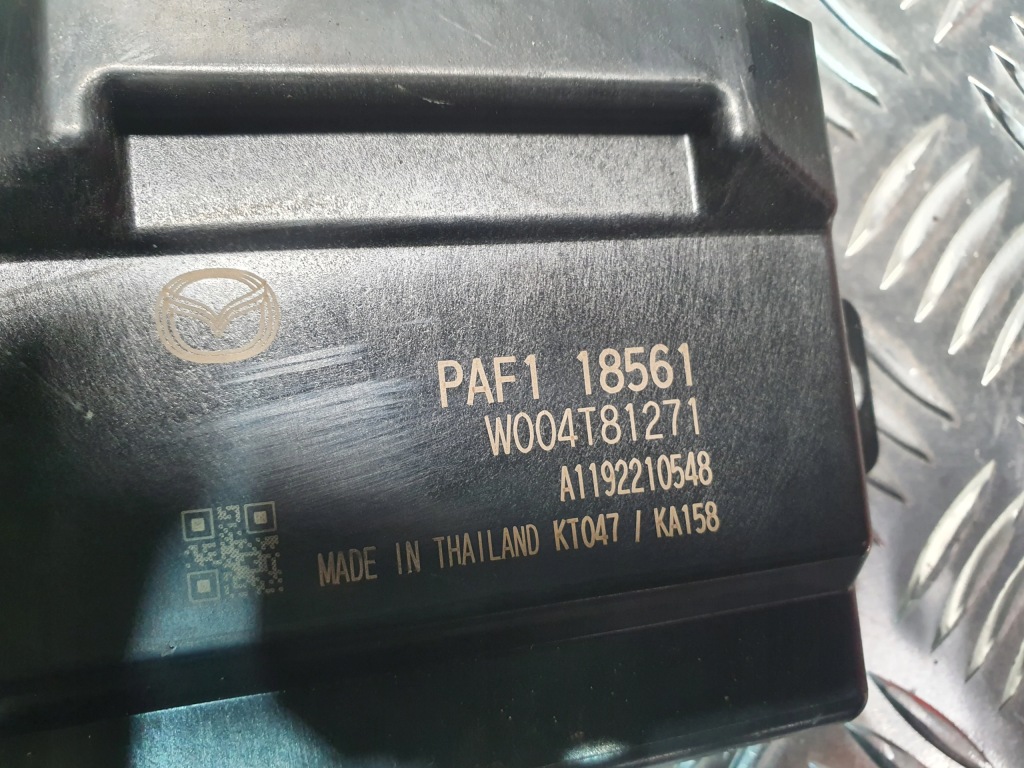 PAF1 18561
W004T81271
A1192210548
MADE IN THAILAND KT047 / KA158